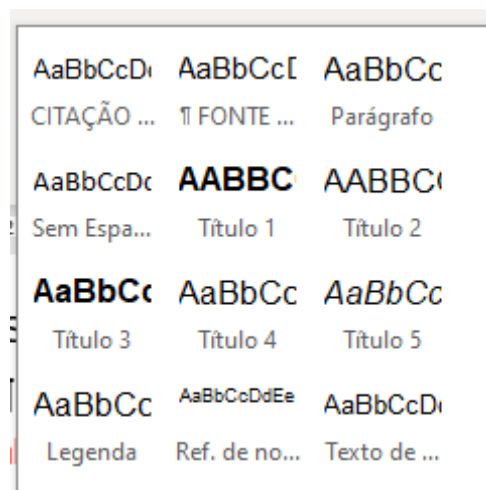 AaBbCcD AaBbCc AaBbCc
CITAÇÃO ... ¶ FONTE ... Parágrafo
AaBbCcDc AABBC AABBC
Sem Espa... Título 1 Título 2
AaBbCc AaBbCc AaBbCc
Título 3 Título 4 Título 5
AaBbCc AaBbCcDdEe AaBbCcD
Legenda Ref. de no... Texto de ...